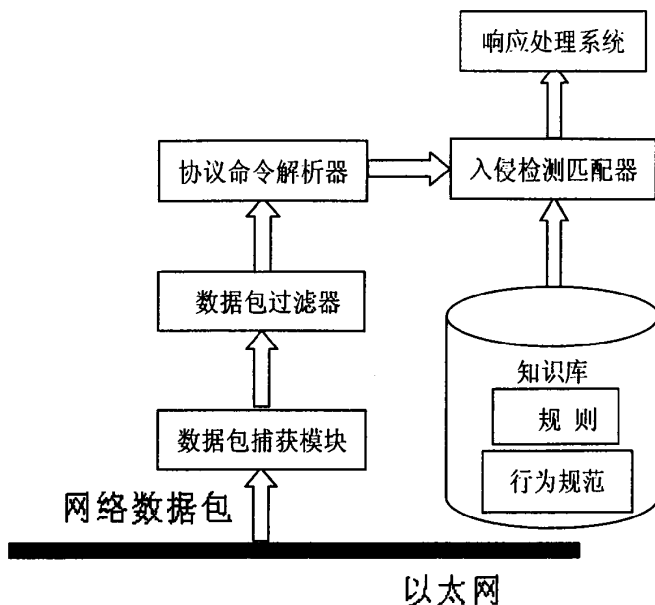 响应处理系统
协议命令解析器
入侵检测匹配器
数据包过滤器
知识库
规 则
数据包捕获模块
行为规范
网络数据包
以太网